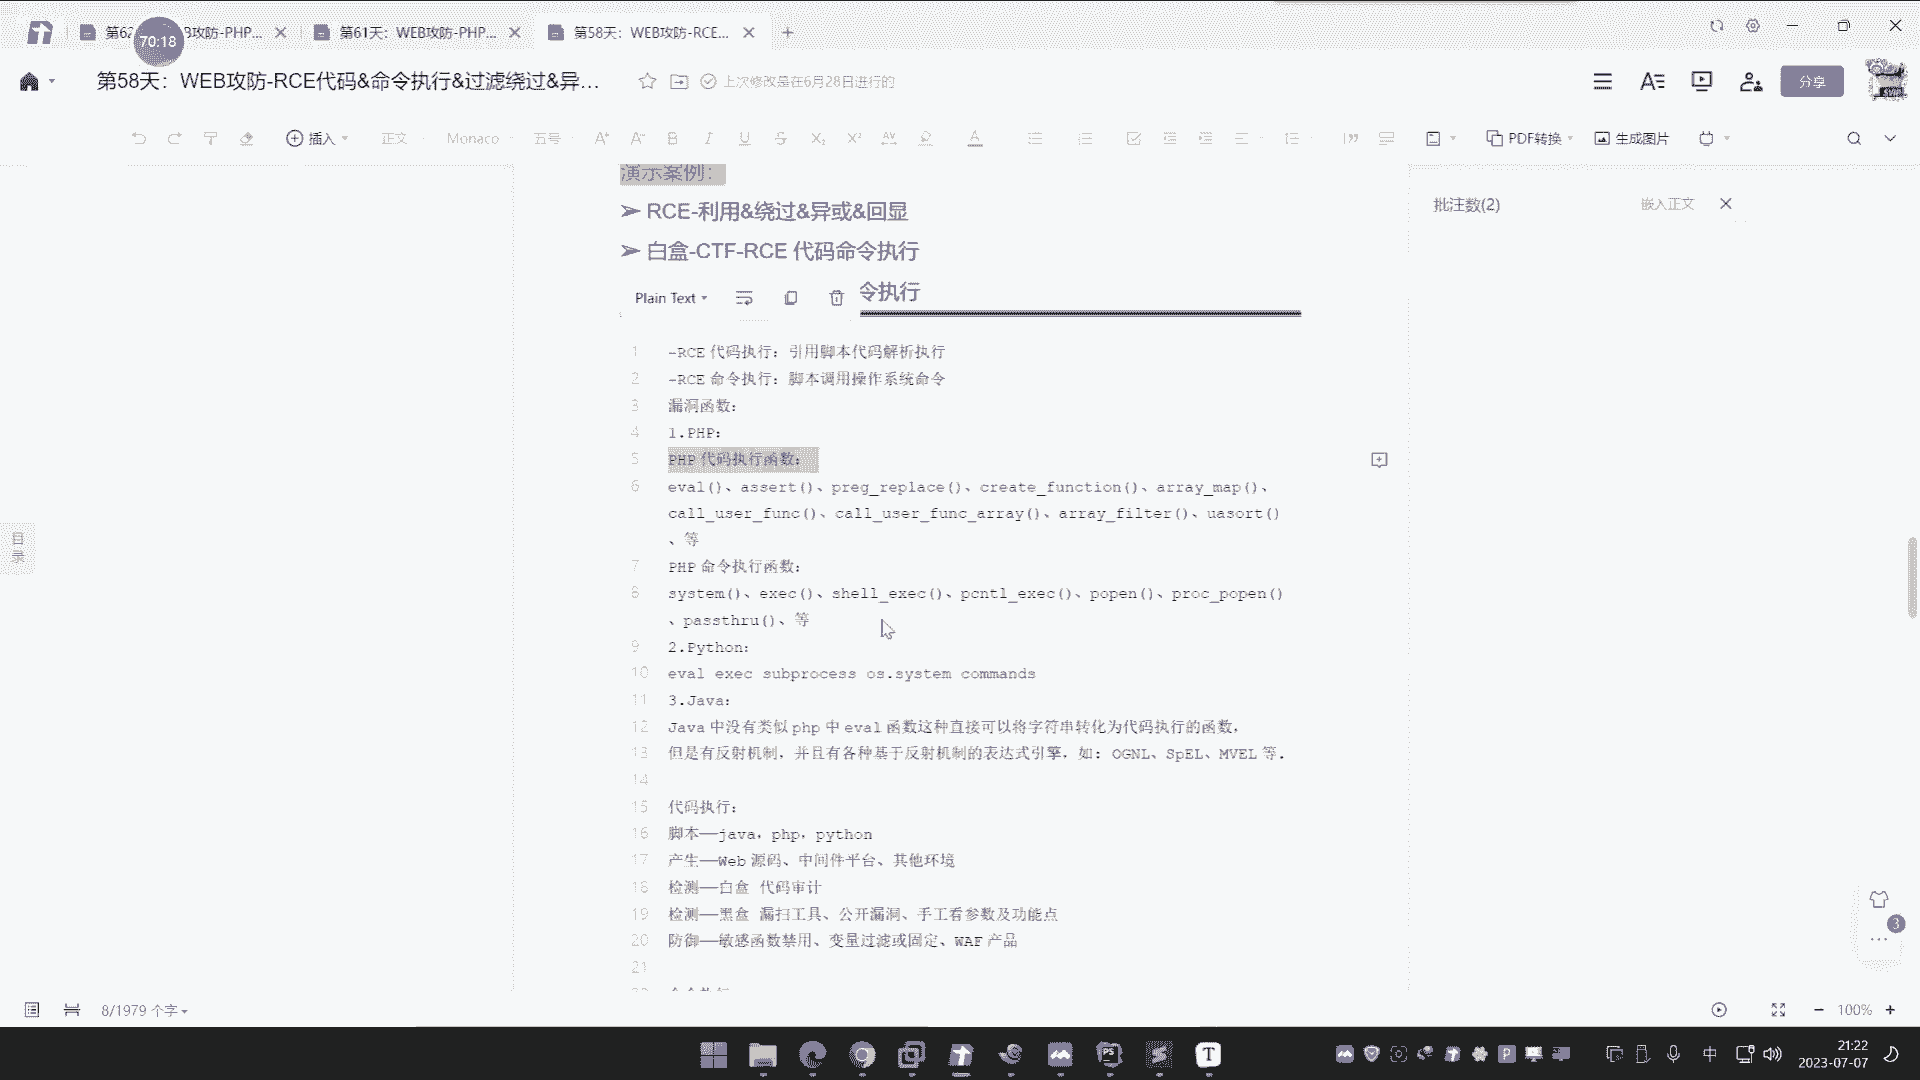 第62
B攻防-PHP...
第61天：WEB攻防-PHP...
第58天：WEB攻防-RCE...
70:18
第58天：WEB攻防-RCE代码&命令执行&过滤绕过&异...
上次修改是在6月28日进行的
分享
插入
正文
Monaco
五号
PDF转换
生成图片
演示案例：
➢ RCE-利用&绕过&异或&回显
➢ 白盒-CTF-RCE 代码命令执行
Plain Text
令执行
批注数(2)
嵌入正文
1 -RCE 代码执行：引用脚本代码解析执行
2 -RCE 命令执行：脚本调用操作系统命令
3 漏洞函数：
4 1.PHP：
5 PHP 代码执行函数：
6 eval()、assert()、preg_replace()、create_function()、array_map()、
call_user_func()、call_user_func_array()、array_filter()、uasort()
、等
7 PHP 命令执行函数：
8 system()、exec()、shell_exec()、pcntl_exec()、popen()、proc_popen()
、passthru()、等
9 2.Python：
10 eval exec subprocess os.system commands
11 3.Java：
12 Java 中没有类似 php 中 eval 函数这种直接可以将字符串转化为代码执行的函数，
13 但是有反射机制，并且有各种基于反射机制的表达式引擎，如: OGNL、SpEL、MVEL 等.
14
15 代码执行：
16 脚本——java，php，python
17 产生——Web 源码、中间件平台、其他环境
18 检测——白盒 代码审计
19 检测——黑盒 漏扫工具、公开漏洞、手工看参数及功能点
20 防御——敏感函数禁用、变量过滤或固定、WAF 产品
21
目录
3
8/1979 个字
100%
中
21:22
2023-07-07